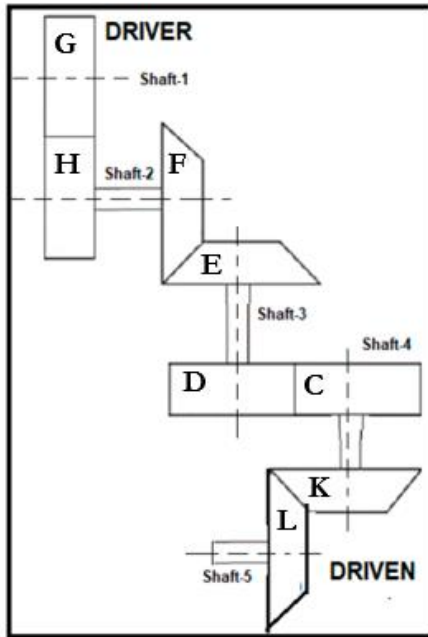 G DRIVER
Shaft-1
H Shaft-2 F
E
Shaft-3
Shaft-4
D C
K
L
Shaft-5 DRIVEN